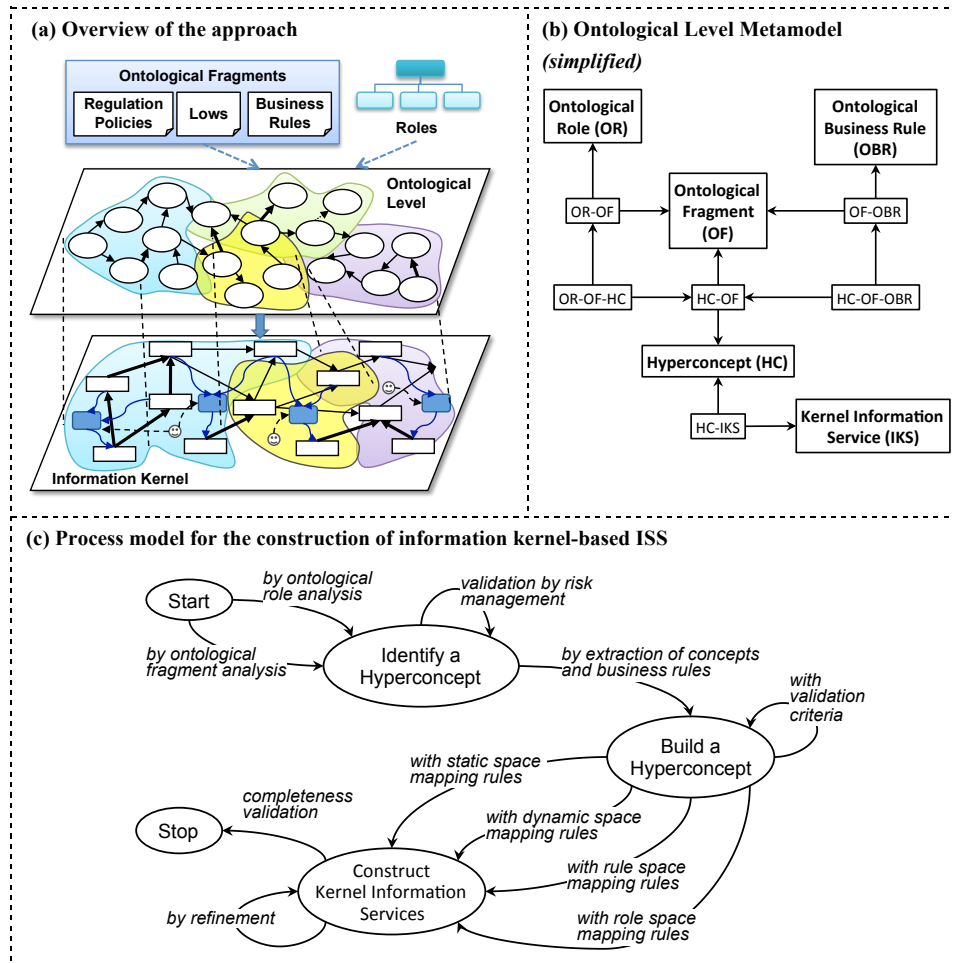 (a) Overview of the approach
Ontological Fragments
Regulation
Policies
Lows
Business
Rules
Roles
Ontological
Level
Information Kernel
(b) Ontological Level Metamodel
(simplified)
Ontological
Role (OR)
Ontological
Business Rule
(OBR)
Ontological
Fragment
(OF)
OR-OF
OF-OBR
OR-OF-HC
HC-OF
HC-OF-OBR
Hyperconcept (HC)
HC-IKS
Kernel Information
Service (IKS)
(c) Process model for the construction of information kernel-based ISS
Start
by ontological
role analysis
validation by risk
management
by ontological
fragment analysis
Identify a
Hyperconcept
by extraction of concepts
and business rules
with
validation
criteria
Build a
Hyperconcept
with static space
mapping rules
completeness
validation
Stop
with dynamic space
mapping rules
Construct
Kernel Information
Services
with rule space
mapping rules
by refinement
with role space
mapping rules